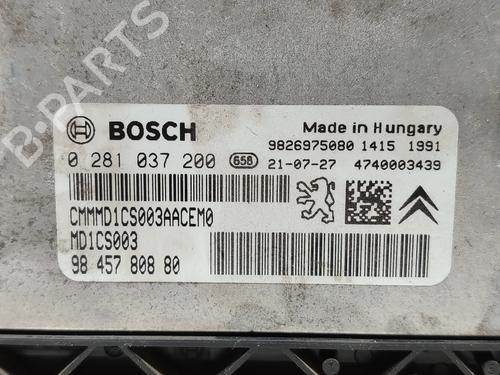 B-PARTS
BOSCH
Made in Hungary
9826975080 1415 1991
0 281 037 200 658 21-07-27 4740003439
CMMMD1CS003AACEM0
MD1CS003
98 457 808 80